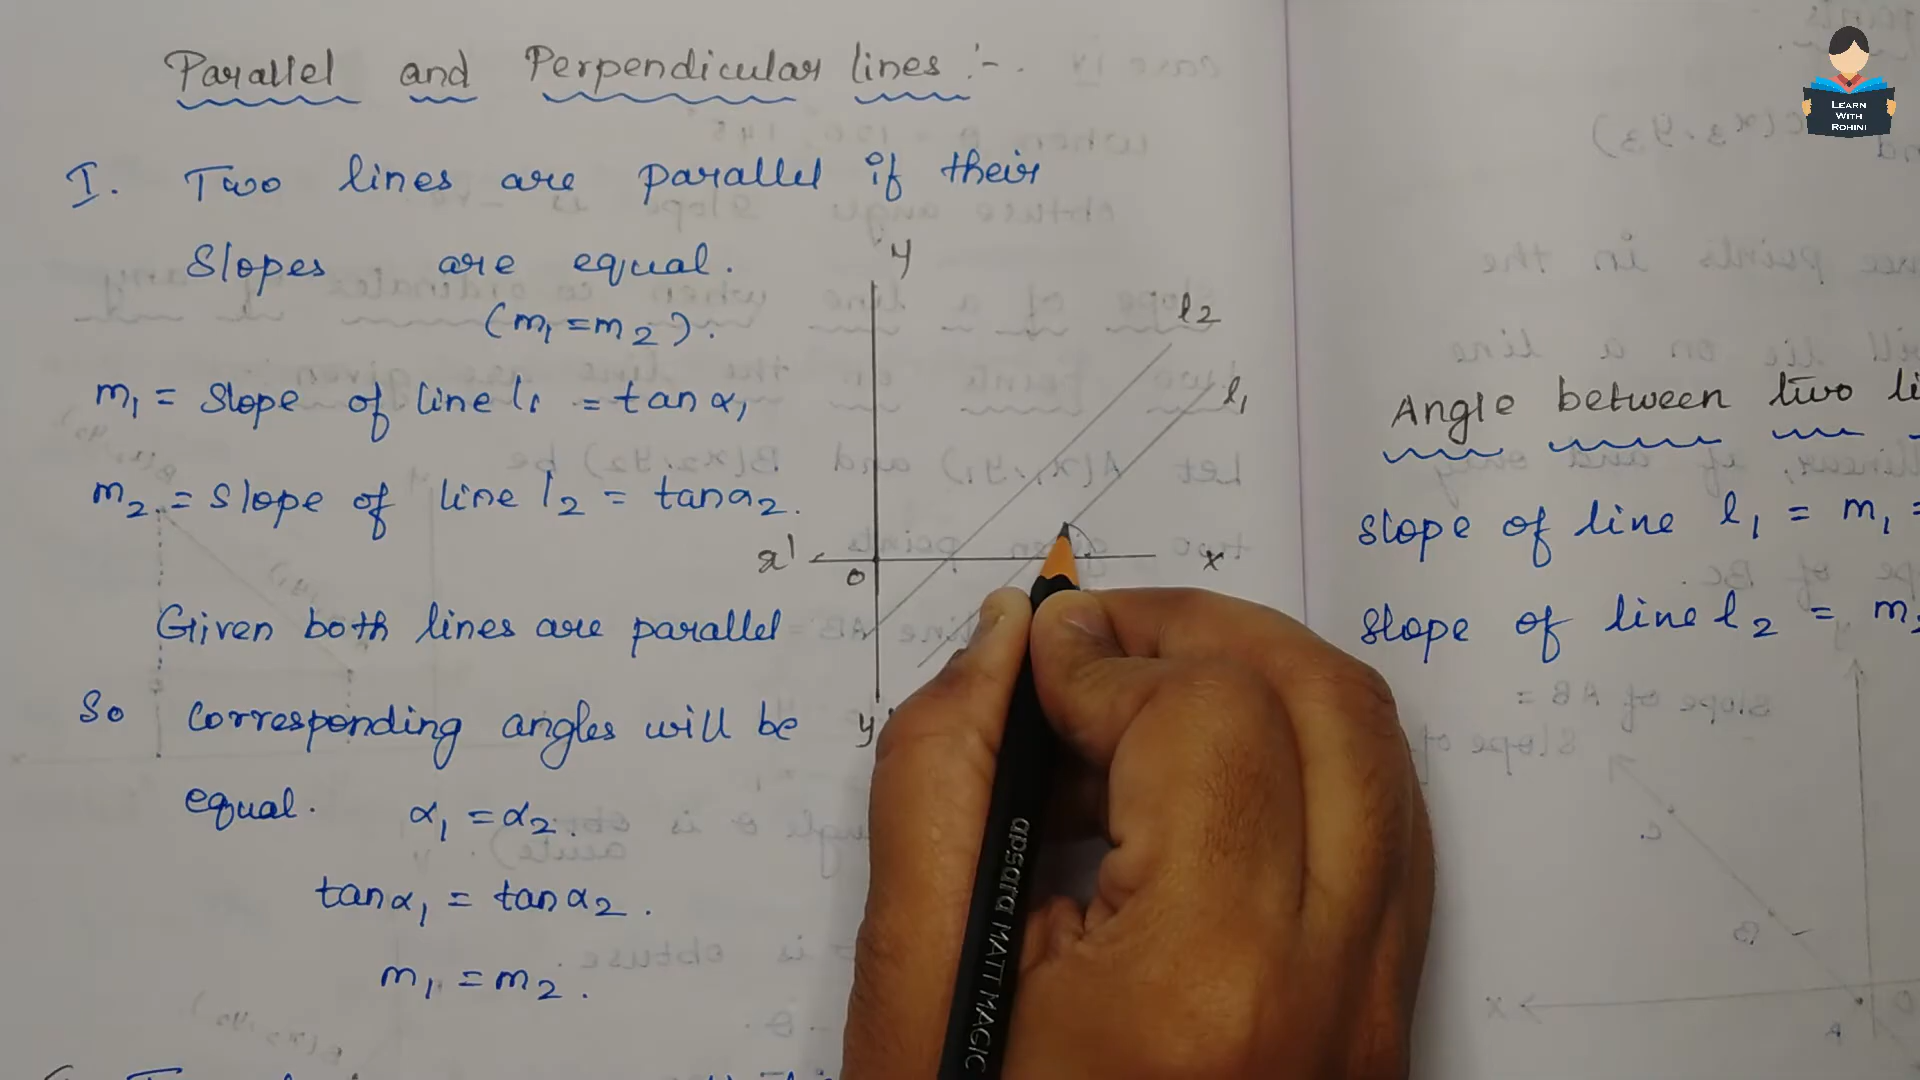 Parallel and Perpendicular lines :-
I. Two lines are parallel if their
Slopes are equal.
(m1 = m2).
m1 = Slope of line l1 = tan α1
m2 = Slope of line l2 = tan α2.
Given both lines are parallel
So corresponding angles will be
equal. α1 = α2.
tan α1 = tan α2.
m1 = m2.
y
l2
l1
x'
o
x
y'
Angle between two
Slope of line l1 = m1 =
Slope of line l2 = m2
apsara MATT MAGIC
LEARN
WITH
ROHINI